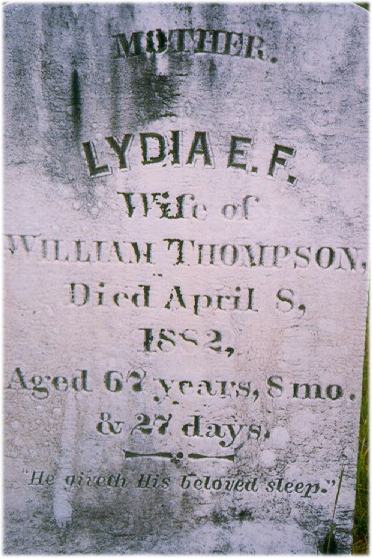 MOTHER.
LYDIA E. F.
Wife of
WILLIAM THOMPSON,
Died April 8,
1882,
Aged 67 years, 8 mo.
& 27 days.
"He giveth His beloved sleep."